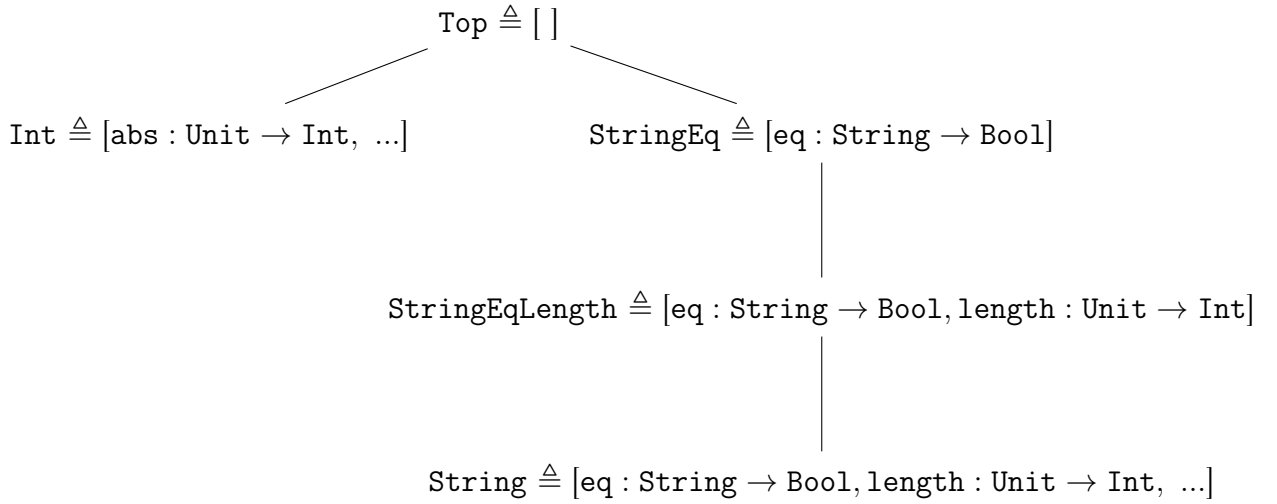 Top ≜ [ ]
Int ≜ [abs : Unit → Int, ...]
StringEq ≜ [eq : String → Bool]
StringEqLength ≜ [eq : String → Bool, length : Unit → Int]
String ≜ [eq : String → Bool, length : Unit → Int, ...]